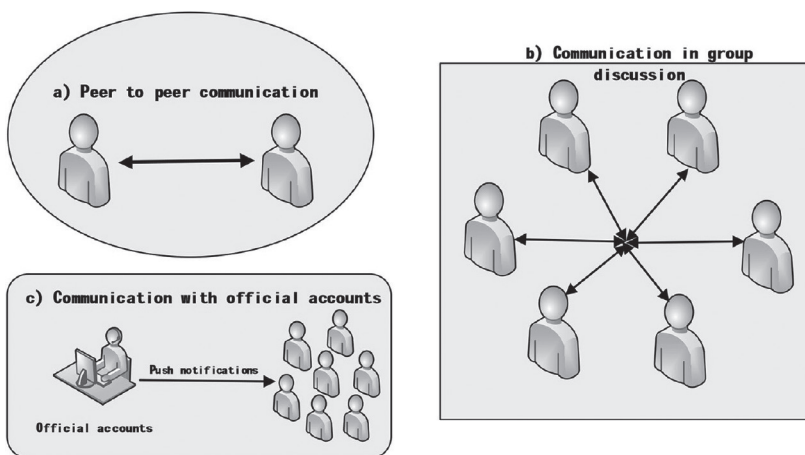 a) Peer to peer communication
b) Communication in group
discussion
c) Communication with official accounts
Push notifications
Official accounts